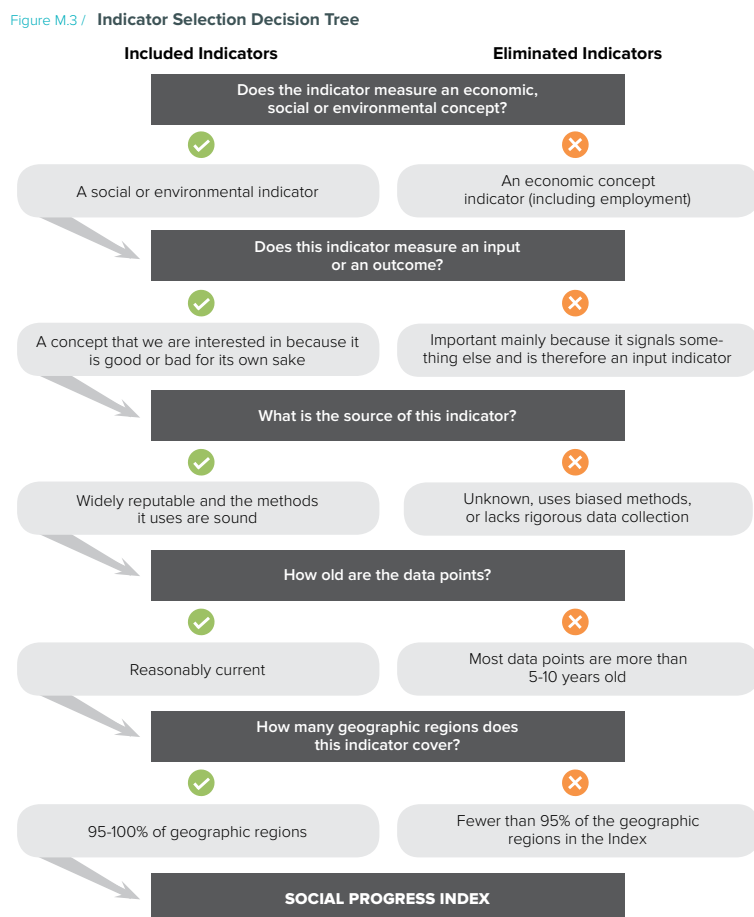 Figure M.3 / Indicator Selection Decision Tree
Included Indicators
Eliminated Indicators
Does the indicator measure an economic,
social or environmental concept?
A social or environmental indicator
An economic concept
indicator (including employment)
Does this indicator measure an input
or an outcome?
A concept that we are interested in because it
is good or bad for its own sake
Important mainly because it signals some-
thing else and is therefore an input indicator
What is the source of this indicator?
Widely reputable and the methods
it uses are sound
Unknown, uses biased methods,
or lacks rigorous data collection
How old are the data points?
Reasonably current
Most data points are more than
5-10 years old
How many geographic regions does
this indicator cover?
95-100% of geographic regions
Fewer than 95% of the geographic
regions in the Index
SOCIAL PROGRESS INDEX